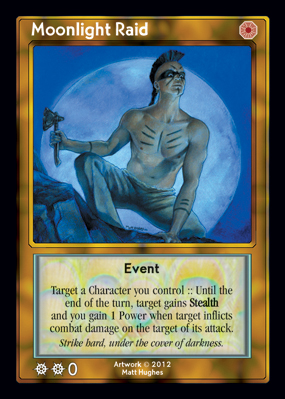 Moonlight Raid
Event
Target a Character you control :: Until the
end of the turn, target gains Stealth
and you gain 1 Power when target inflicts
combat damage on the target of its attack.
Strike hard, under the cover of darkness.
0
Artwork © 2012
Matt Hughes